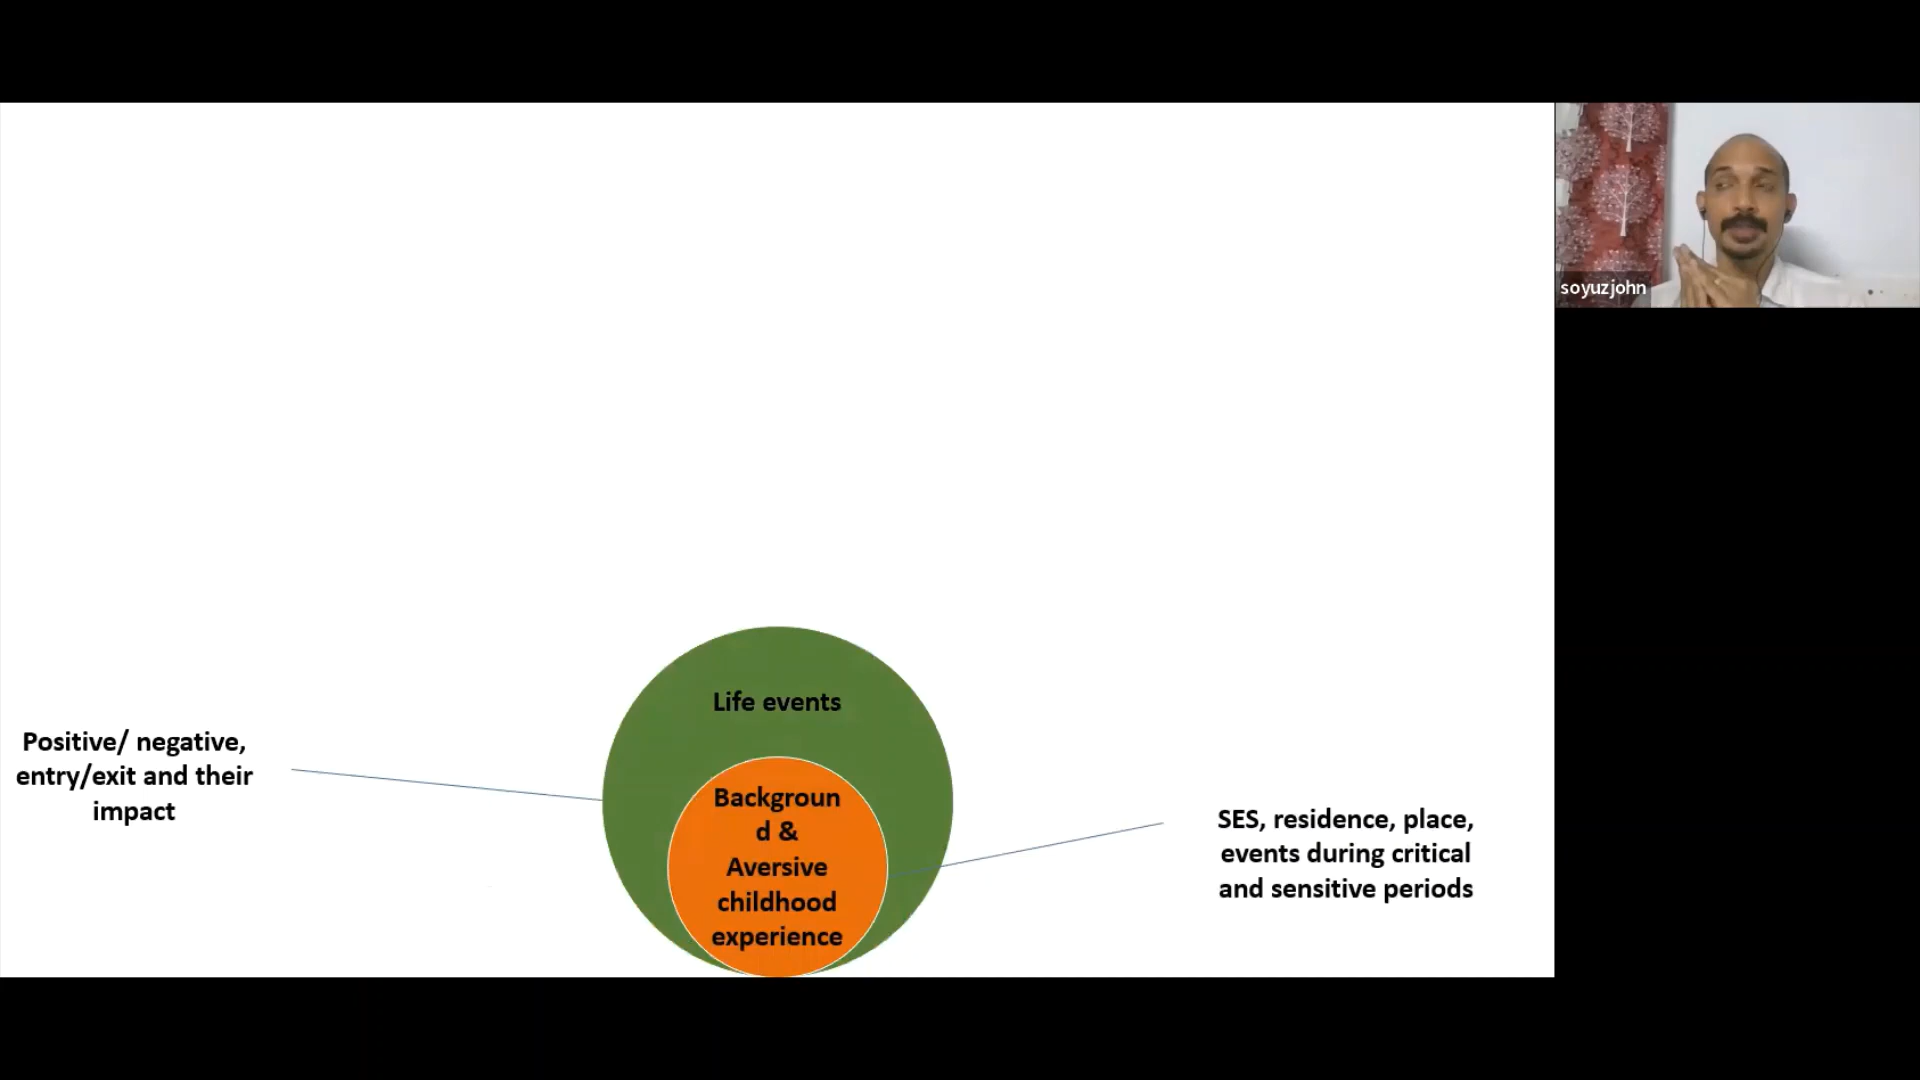 soyuzjohn
Life events
Positive/ negative,
entry/exit and their
impact
Backgroun
d &
Aversive
childhood
experience
SES, residence, place,
events during critical
and sensitive periods